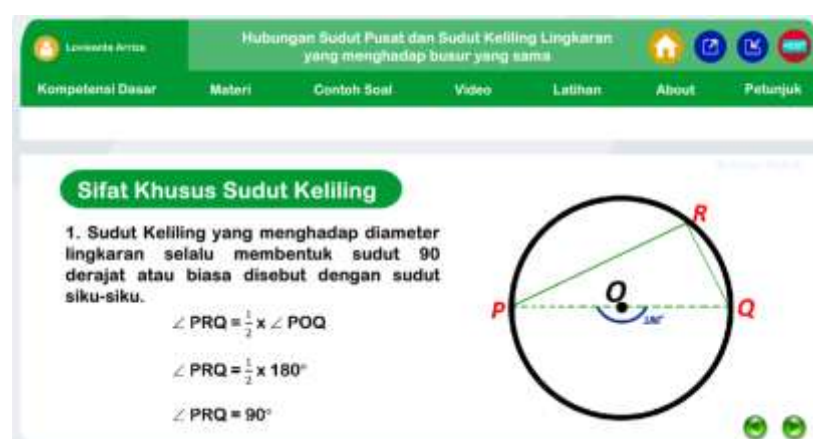 Hubungan Sudut Pusat dan Sudut Keliling Lingkaran
yang menghadap busur yang sama
Kompetensi Dasar Materi Contoh Soal Video Latihan About Petunjuk
Sifat Khusus Sudut Keliling
1. Sudut Keliling yang menghadap diameter
lingkaran selalu membentuk sudut 90
derajat atau biasa disebut dengan sudut
siku-siku.
∠ PRQ = 1/2 x ∠ POQ
∠ PRQ = 1/2 x 180°
∠ PRQ = 90°
R
O
P
Q
180°